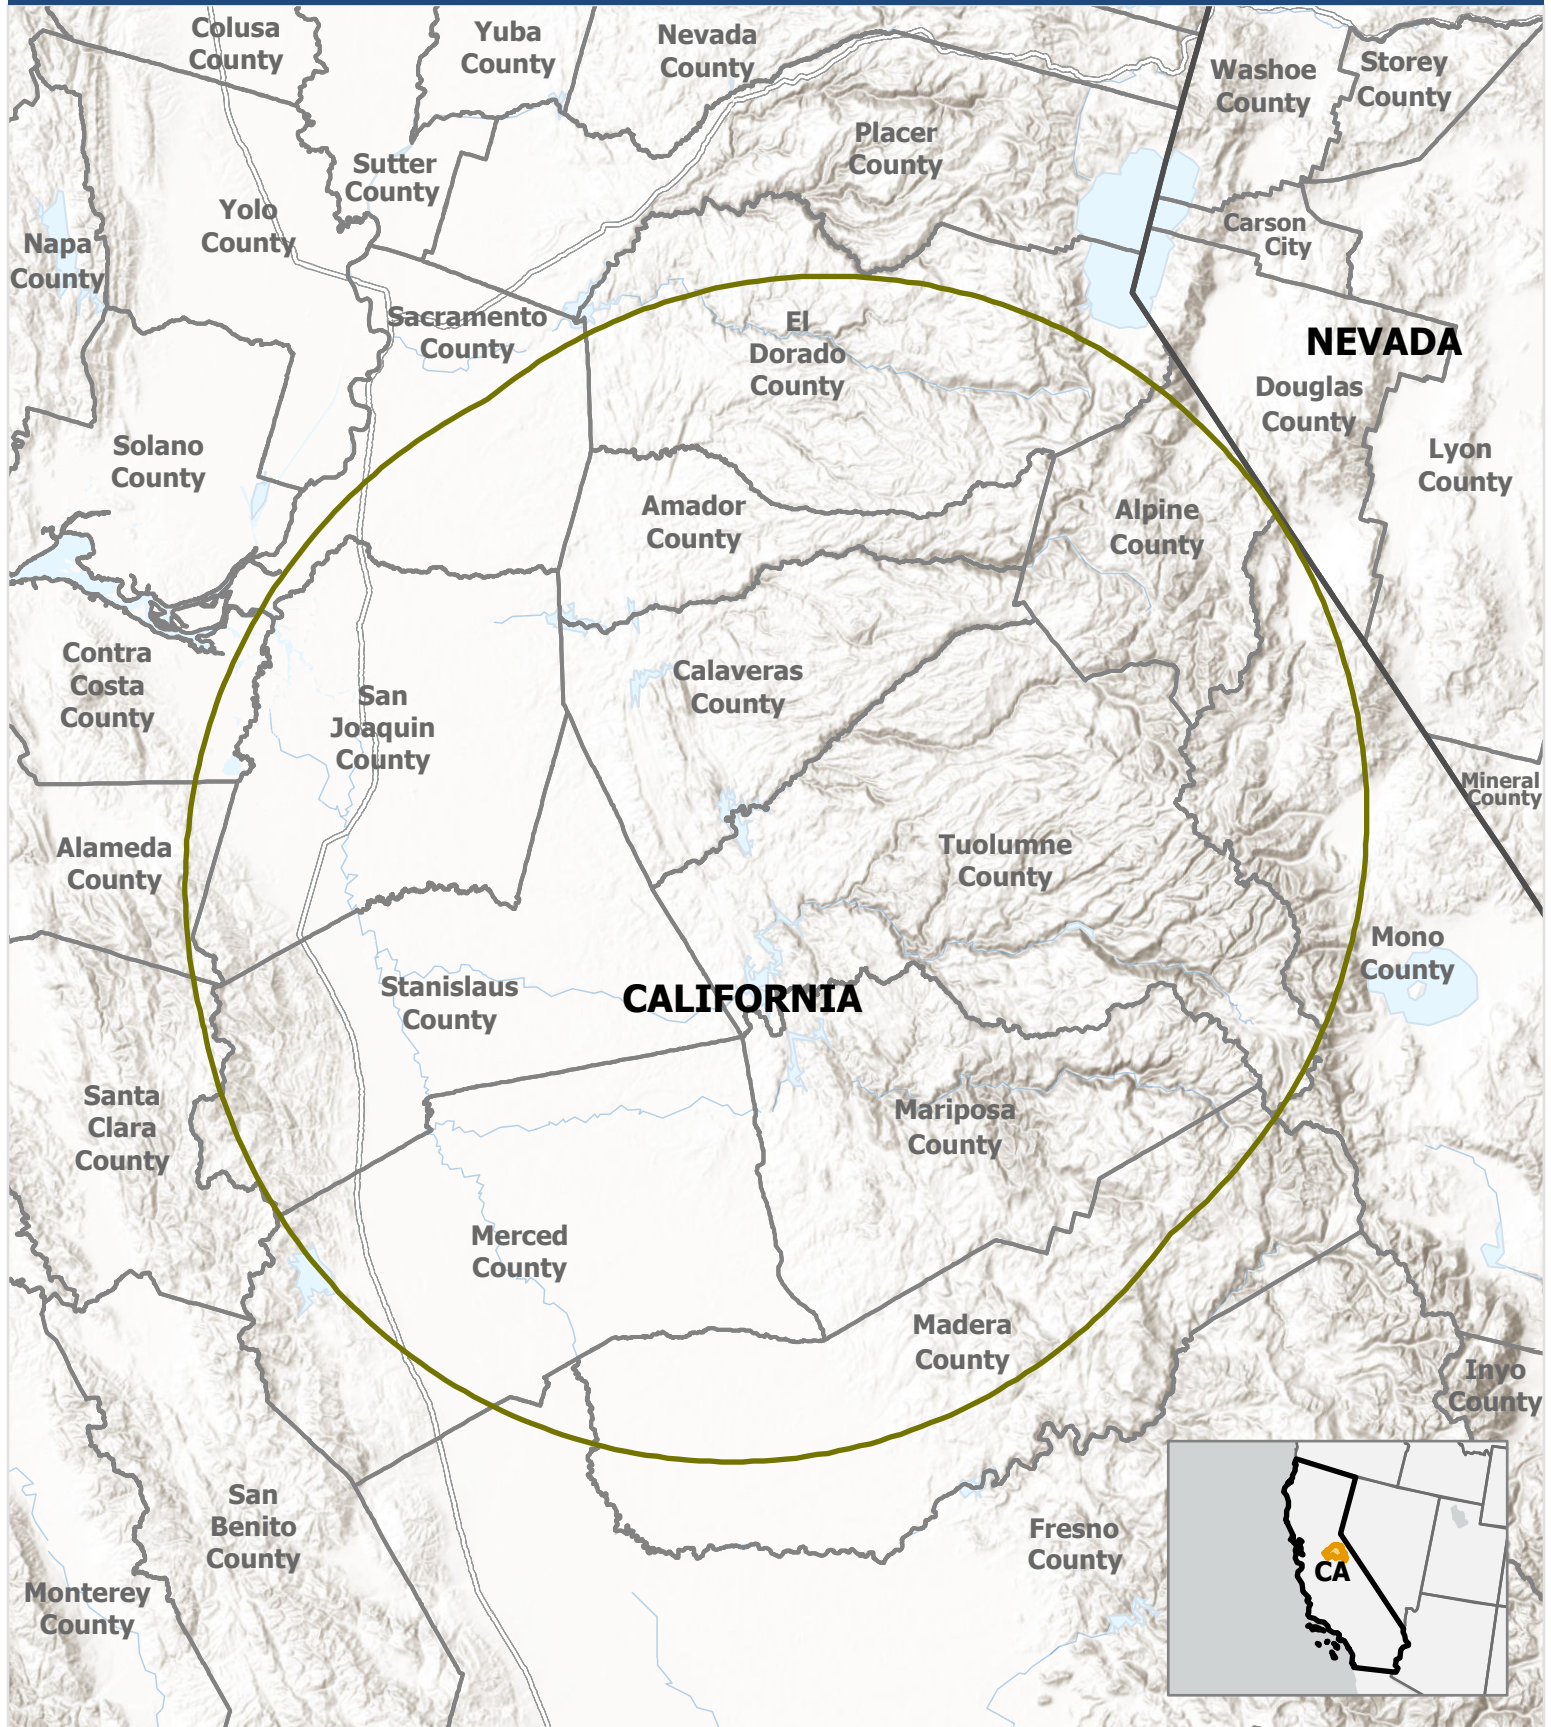 Colusa
County
Yuba
County
Nevada
County
Washoe
County
Storey
County
Placer
County
Sutter
County
Yolo
County
Napa
County
Carson
City
Sacramento
County
El
Dorado
County
NEVADA
Douglas
County
Solano
County
Lyon
County
Amador
County
Alpine
County
Contra
Costa
County
San
Joaquin
County
Calaveras
County
Mineral
County
Alameda
County
Tuolumne
County
Mono
County
Stanislaus
County
CALIFORNIA
Santa
Clara
County
Mariposa
County
Merced
County
Madera
County
Inyo
County
San
Benito
County
Fresno
County
Monterey
County
CA